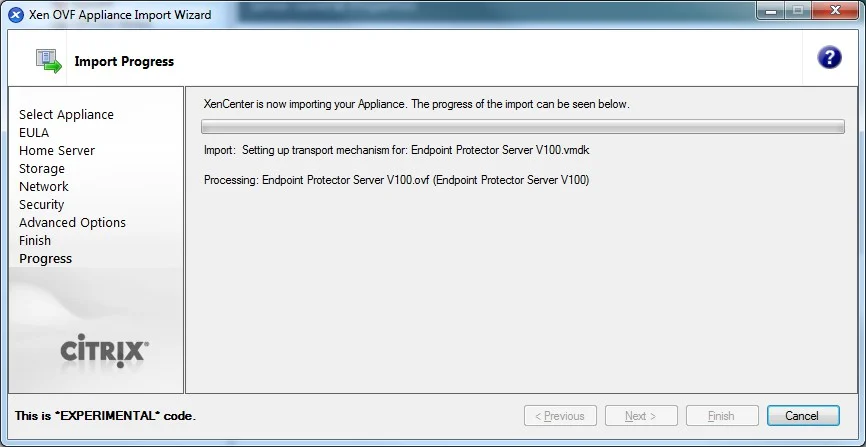 Xen OVF Appliance Import Wizard
Import Progress
?
Select Appliance
EULA
Home Server
Storage
Network
Security
Advanced Options
Finish
Progress
CITRIX
XenCenter is now importing your Appliance. The progress of the import can be seen below.
Import: Setting up transport mechanism for: Endpoint Protector Server V100.vmdk
Processing: Endpoint Protector Server V100.ovf (Endpoint Protector Server V100)
This is *EXPERIMENTAL* code.
< Previous
Next >
Finish
Cancel